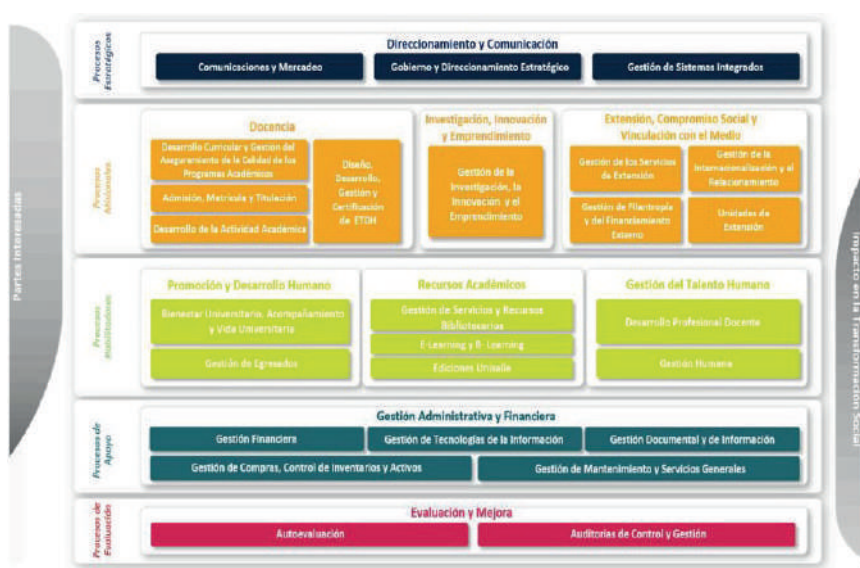 Partes Interesadas
Procesos
Estratégicos
Direccionamiento y Comunicación
Comunicaciones y Mercadeo
Gobierno y Direccionamiento Estratégico
Gestión de Sistemas Integrados
Procesos
Misionales
Docencia
Desarrollo Curricular y Gestión del
Aseguramiento de la Calidad de los
Programas Académicos
Admisión, Matrícula y Titulación
Desarrollo de la Actividad Académica
Diseño,
Desarrollo,
Gestión y
Certificación
de ETDH
Investigación, Innovación
y Emprendimiento
Gestión de la
Investigación, la
Innovación y el
Emprendimiento
Extensión, Compromiso Social y
Vinculación con el Medio
Gestión de los Servicios
de Extensión
Gestión de la
Internacionalización y el
Relacionamiento
Gestión de Filantropía
y del Financiamiento
Externo
Unidades de
Extensión
Procesos
Habilitadores
Promoción y Desarrollo Humano
Bienestar Universitario, Acompañamiento
y Vida Universitaria
Gestión de Egresados
Recursos Académicos
Gestión de Servicios y Recursos
Bibliotecarios
E-Learning y B- Learning
Ediciones Unisalle
Gestión del Talento Humano
Desarrollo Profesional Docente
Gestión Humana
Procesos de
Apoyo
Gestión Administrativa y Financiera
Gestión Financiera
Gestión de Tecnologías de la Información
Gestión Documental y de Información
Gestión de Compras, Control de Inventarios y Activos
Gestión de Mantenimiento y Servicios Generales
Procesos de
Evaluación
Evaluación y Mejora
Autoevaluación
Auditorías de Control y Gestión
Impacto en la Transformación Social